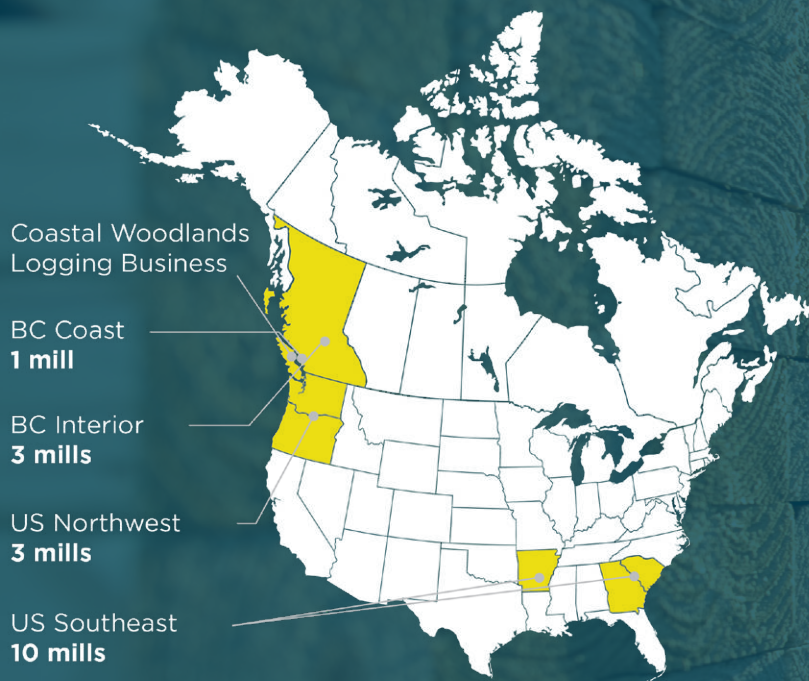 Coastal Woodlands
Logging Business
BC Coast
1 mill
BC Interior
3 mills
US Northwest
3 mills
US Southeast
10 mills